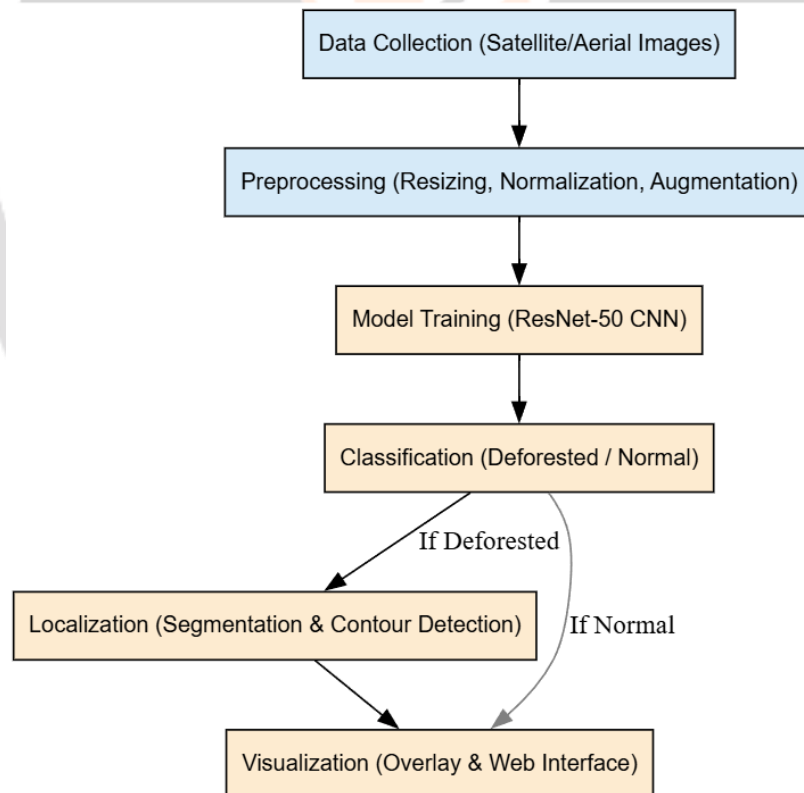 Data Collection (Satellite/Aerial Images)
Preprocessing (Resizing, Normalization, Augmentation)
Model Training (ResNet-50 CNN)
Classification (Deforested / Normal)
If Deforested
Localization (Segmentation & Contour Detection)
If Normal
Visualization (Overlay & Web Interface)